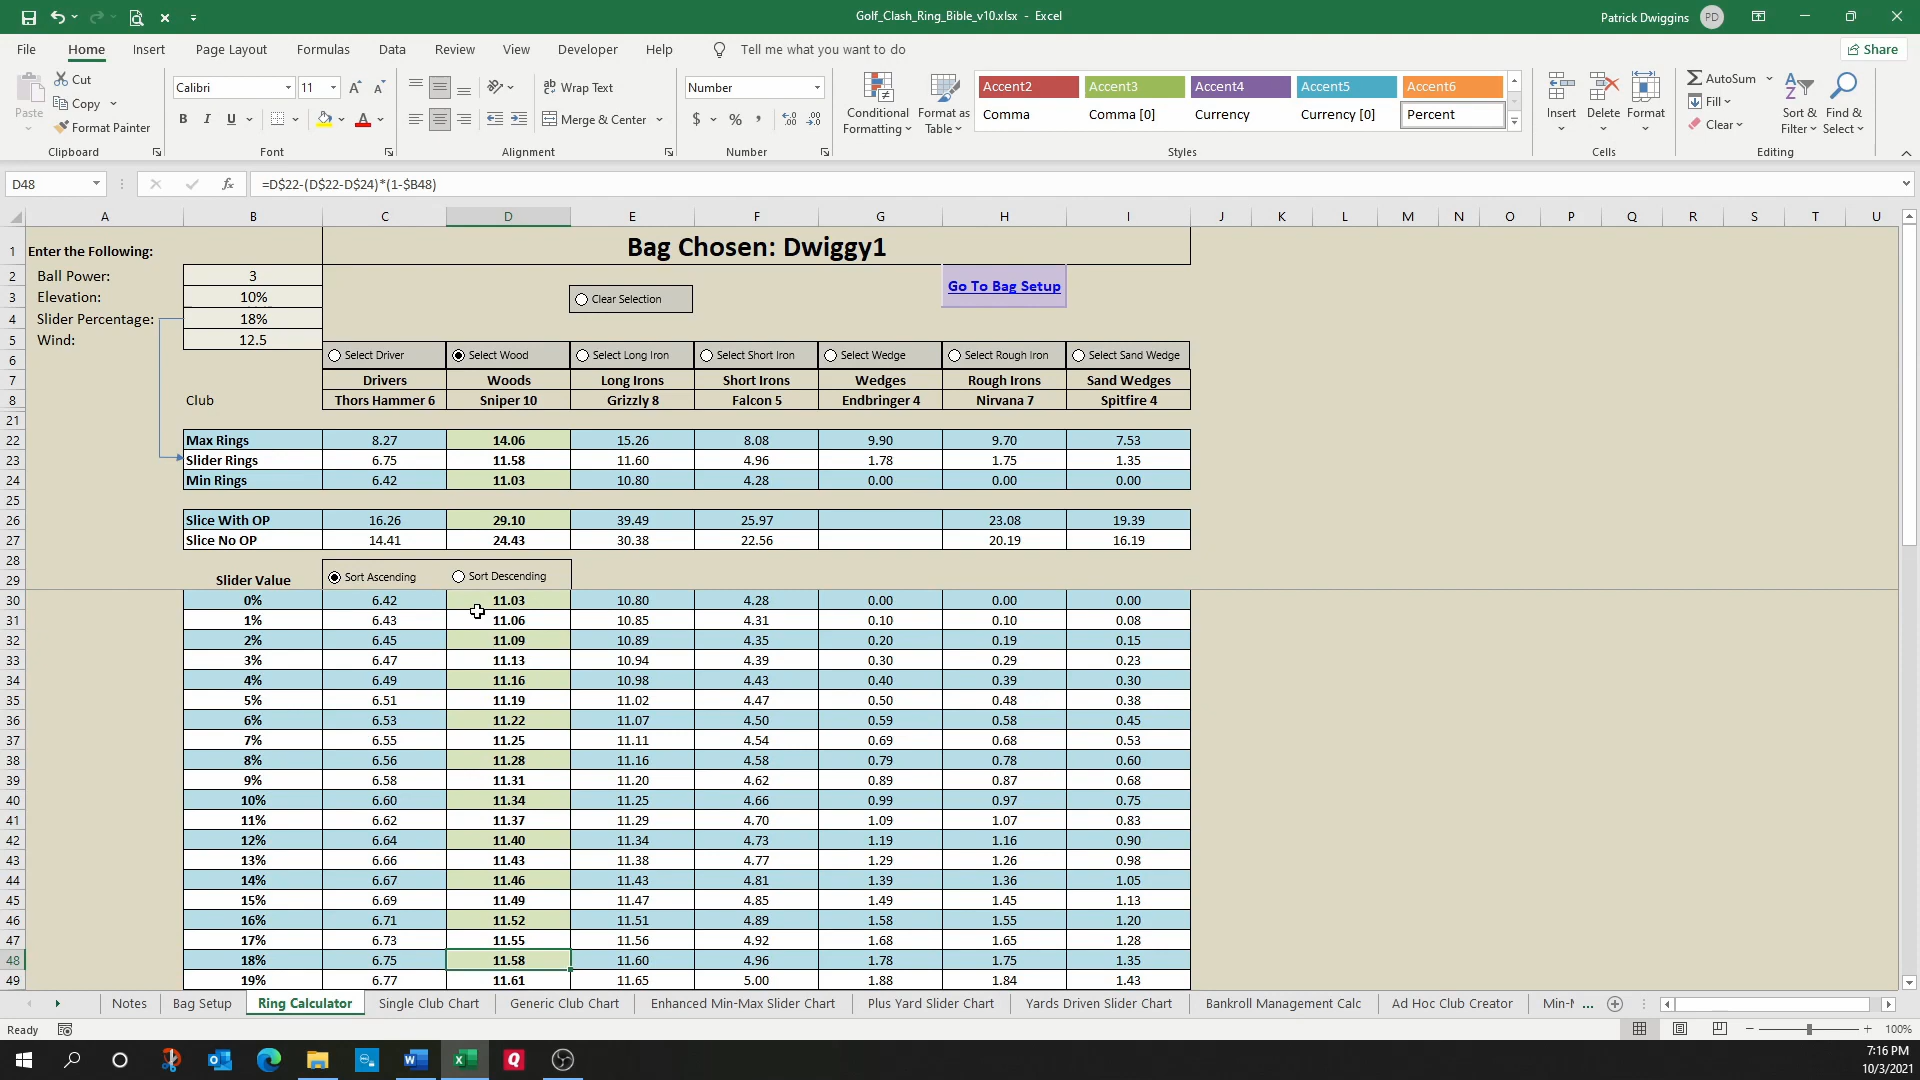 Golf_Clash_Ring_Bible_v10.xlsx - Excel
Patrick Dwiggins PD
File Home Insert Page Layout Formulas Data Review View Developer Help Tell me what you want to do Share
Paste Cut Copy Format Painter
Calibri 11 A A
B I U A
ab Wrap Text
Merge & Center
Number
$ % ,
Conditional Formatting
Format as Table
Accent2 Accent3 Accent4 Accent5 Accent6
Comma Comma [0] Currency Currency [0] Percent
Insert Delete Format
AutoSum Fill Clear
Sort & Filter Find & Select
Clipboard Font Alignment Number Styles Cells Editing
D48 fx =D$22-(D$22-D$24)*(1-$B48)
A B C D E F G H I J K L M N O P Q R S T U
1 Enter the Following: Bag Chosen: Dwiggy1
2 Ball Power: 3 Go To Bag Setup
3 Elevation: 10% Clear Selection
4 Slider Percentage: 18%
5 Wind: 12.5
6 Select Driver Select Wood Select Long Iron Select Short Iron Select Wedge Select Rough Iron Select Sand Wedge
7 Drivers Woods Long Irons Short Irons Wedges Rough Irons Sand Wedges
8 Club Thors Hammer 6 Sniper 10 Grizzly 8 Falcon 5 Endbringer 4 Nirvana 7 Spitfire 4
21
22 Max Rings 8.27 14.06 15.26 8.08 9.90 9.70 7.53
23 Slider Rings 6.75 11.58 11.60 4.96 1.78 1.75 1.35
24 Min Rings 6.42 11.03 10.80 4.28 0.00 0.00 0.00
25
26 Slice With OP 16.26 29.10 39.49 25.97 23.08 19.39
27 Slice No OP 14.41 24.43 30.38 22.56 20.19 16.19
28
29 Slider Value Sort Ascending Sort Descending
30 0% 6.42 11.03 10.80 4.28 0.00 0.00 0.00
31 1% 6.43 11.06 10.85 4.31 0.10 0.10 0.08
32 2% 6.45 11.09 10.89 4.35 0.20 0.19 0.15
33 3% 6.47 11.13 10.94 4.39 0.30 0.29 0.23
34 4% 6.49 11.16 10.98 4.43 0.40 0.39 0.30
35 5% 6.51 11.19 11.02 4.47 0.50 0.48 0.38
36 6% 6.53 11.22 11.07 4.50 0.59 0.58 0.45
37 7% 6.55 11.25 11.11 4.54 0.69 0.68 0.53
38 8% 6.56 11.28 11.16 4.58 0.79 0.78 0.60
39 9% 6.58 11.31 11.20 4.62 0.89 0.87 0.68
40 10% 6.60 11.34 11.25 4.66 0.99 0.97 0.75
41 11% 6.62 11.37 11.29 4.70 1.09 1.07 0.83
42 12% 6.64 11.40 11.34 4.73 1.19 1.16 0.90
43 13% 6.66 11.43 11.38 4.77 1.29 1.26 0.98
44 14% 6.67 11.46 11.43 4.81 1.39 1.36 1.05
45 15% 6.69 11.49 11.47 4.85 1.49 1.45 1.13
46 16% 6.71 11.52 11.51 4.89 1.58 1.55 1.20
47 17% 6.73 11.55 11.56 4.92 1.68 1.65 1.28
48 18% 6.75 11.58 11.60 4.96 1.78 1.75 1.35
49 19% 6.77 11.61 11.65 5.00 1.88 1.84 1.43
Notes Bag Setup Ring Calculator Single Club Chart Generic Club Chart Enhanced Min-Max Slider Chart Plus Yard Slider Chart Yards Driven Slider Chart Bankroll Management Calc Ad Hoc Club Creator ...
Ready 100%
7:16 PM
10/3/2021